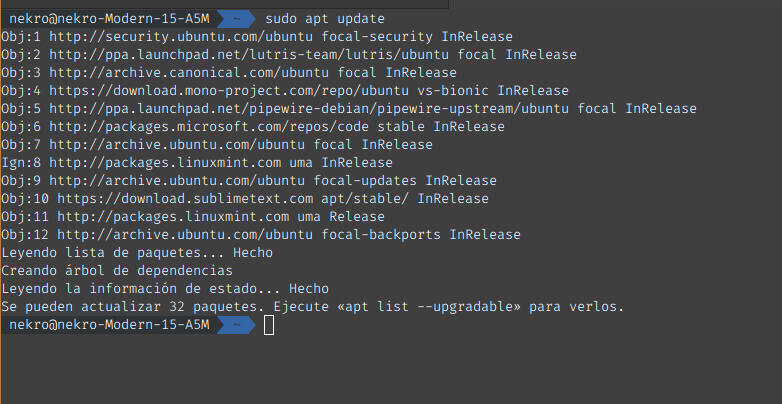 nekro@nekro-Modern-15-A5M ~ sudo apt update
Obj:1 http://security.ubuntu.com/ubuntu focal-security InRelease
Obj:2 http://ppa.launchpad.net/lutris-team/lutris/ubuntu focal InRelease
Obj:3 http://archive.canonical.com/ubuntu focal InRelease
Obj:4 https://download.mono-project.com/repo/ubuntu vs-bionic InRelease
Obj:5 http://ppa.launchpad.net/pipewire-debian/pipewire-upstream/ubuntu focal InRelease
Obj:6 http://packages.microsoft.com/repos/code stable InRelease
Obj:7 http://archive.ubuntu.com/ubuntu focal InRelease
Ign:8 http://packages.linuxmint.com uma InRelease
Obj:9 http://archive.ubuntu.com/ubuntu focal-updates InRelease
Obj:10 https://download.sublimetext.com apt/stable/ InRelease
Obj:11 http://packages.linuxmint.com uma Release
Obj:12 http://archive.ubuntu.com/ubuntu focal-backports InRelease
Leyendo lista de paquetes... Hecho
Creando árbol de dependencias
Leyendo la información de estado... Hecho
Se pueden actualizar 32 paquetes. Ejecute «apt list --upgradable» para verlos.
nekro@nekro-Modern-15-A5M ~